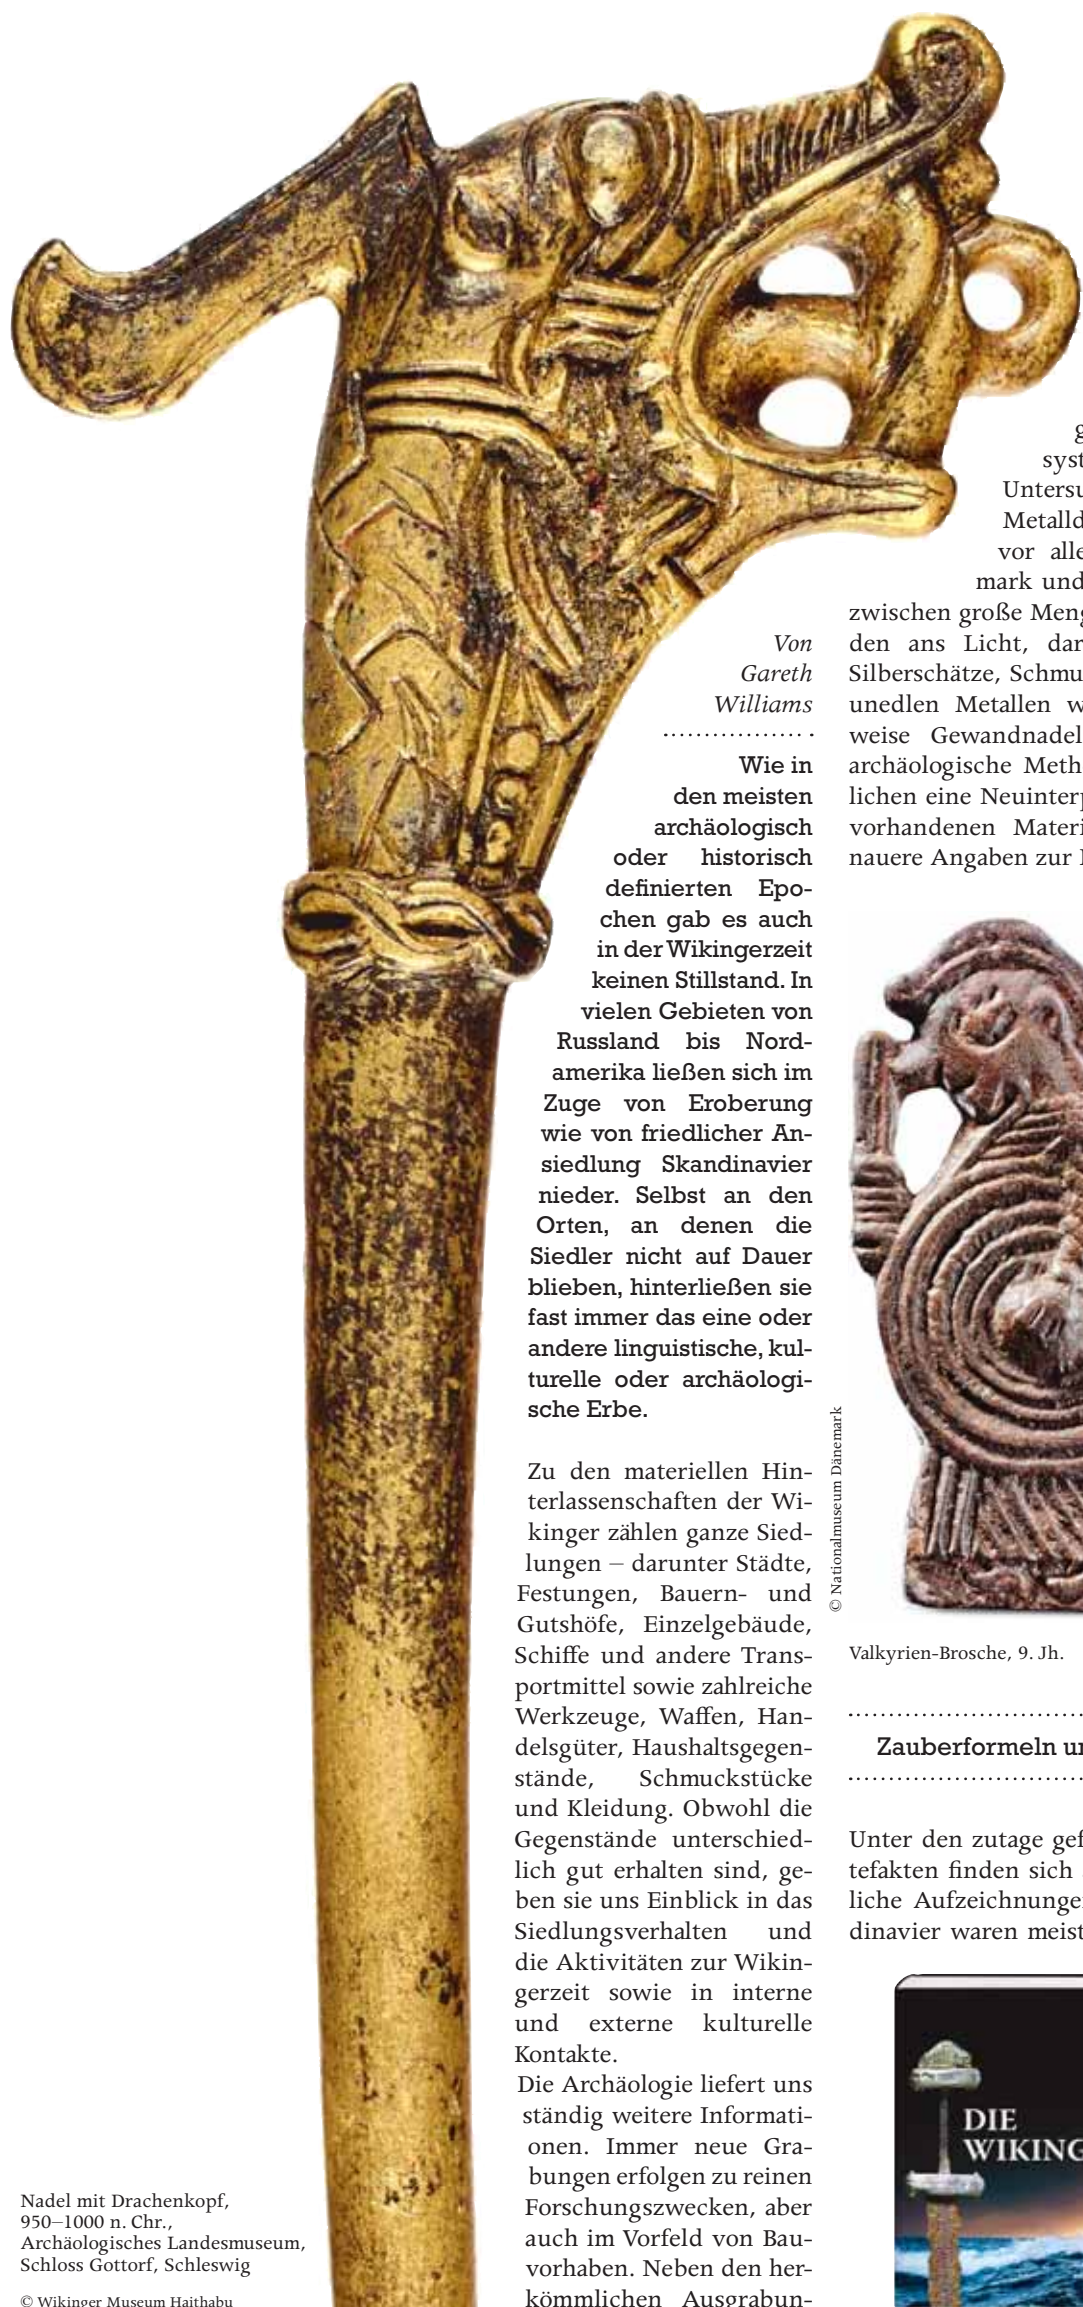 Von
Gareth
Williams
Wie in
den meisten
archäologisch
oder historisch
definierten Epo-
chen gab es auch
in der Wikingerzeit
keinen Stillstand. In
vielen Gebieten von
Russland bis Nord-
amerika ließen sich im
Zuge von Eroberung
wie von friedlicher An-
siedlung Skandinavier
nieder. Selbst an den
Orten, an denen die
Siedler nicht auf Dauer
blieben, hinterließen sie
fast immer das eine oder
andere linguistische, kul-
turelle oder archäologi-
sche Erbe.
Zu den materiellen Hin-
terlassenschaften der Wi-
kinger zählen ganze Sied-
lungen – darunter Städte,
Festungen, Bauern- und
Gutshöfe, Einzelgebäude,
Schiffe und andere Trans-
portmittel sowie zahlreiche
Werkzeuge, Waffen, Han-
delsgüter, Haushaltsgegen-
stände, Schmuckstücke
und Kleidung. Obwohl die
Gegenstände unterschied-
lich gut erhalten sind, ge-
ben sie uns Einblick in das
Siedlungsverhalten und
die Aktivitäten zur Wikin-
gerzeit sowie in interne
und externe kulturelle
Kontakte.
Die Archäologie liefert uns
ständig weitere Informati-
onen. Immer neue Gra-
bungen erfolgen zu reinen
Forschungszwecken, aber
auch im Vorfeld von Bau-
vorhaben. Neben den her-
kömmlichen Ausgrabun-
g
syst
Untersu
Metalld
vor alle
mark und
zwischen große Meng
den ans Licht, dar
Silberschätze, Schmu
unedlen Metallen w
weise Gewandnadel
archäologische Meth
lichen eine Neuinter
vorhandenen Materi
nauere Angaben zur
© Nationalmuseum Dänemark
Valkyrien-Brosche, 9. Jh.
Zauberformeln u
Unter den zutage gef
tefakten finden sich
liche Aufzeichnunge
dinavier waren meist
DIE
WIKING
Nadel mit Drachenkopf,
950–1000 n. Chr.,
Archäologisches Landesmuseum,
Schloss Gottorf, Schleswig
© Wikinger Museum Haithabu